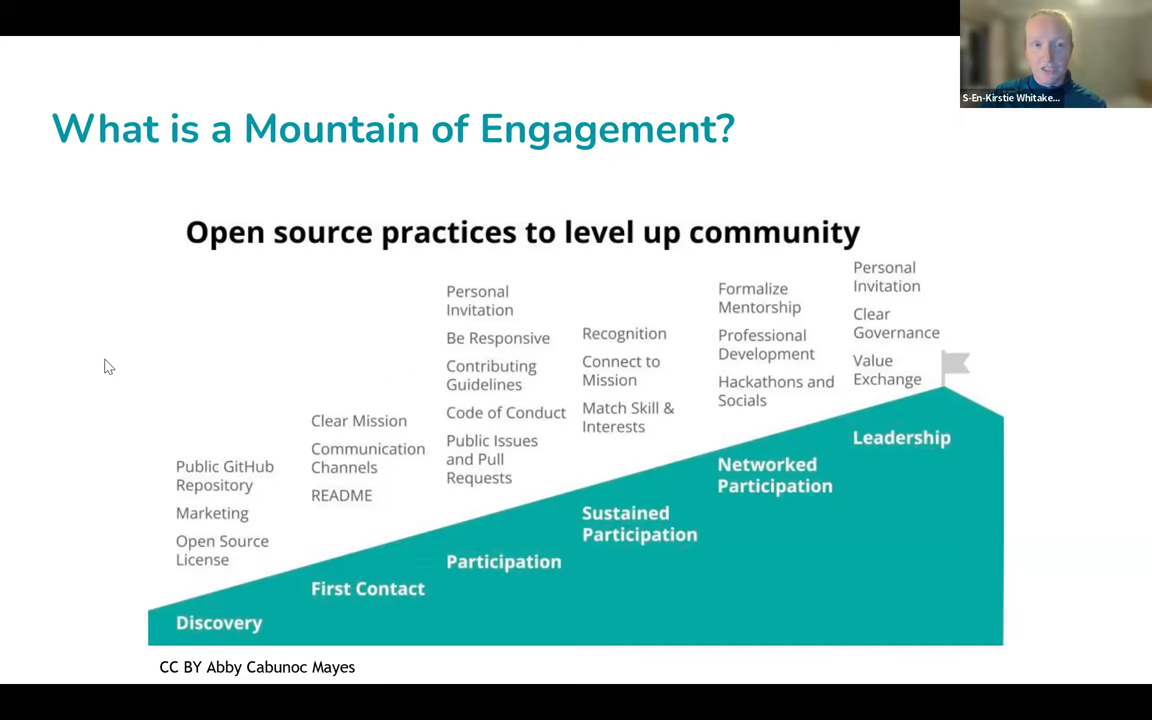 S-En-Kirstie Whitake...
What is a Mountain of Engagement?
Open source practices to level up community
Public GitHub
Repository
Marketing
Open Source
License
Discovery
Clear Mission
Communication
Channels
README
First Contact
Personal
Invitation
Be Responsive
Contributing
Guidelines
Code of Conduct
Public Issues
and Pull
Requests
Participation
Recognition
Connect to
Mission
Match Skill &
Interests
Sustained
Participation
Formalize
Mentorship
Professional
Development
Hackathons and
Socials
Networked
Participation
Personal
Invitation
Clear
Governance
Value
Exchange
Leadership
CC BY Abby Cabunoc Mayes